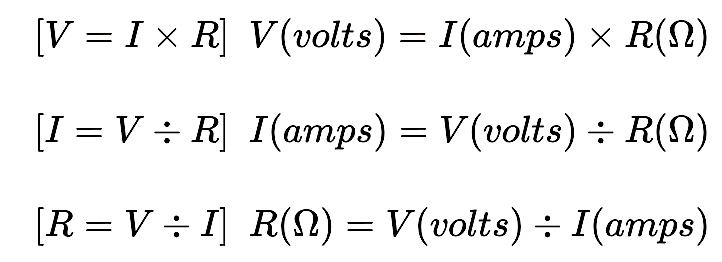 [V = I × R] V(volts) = I(amps) × R(Ω)
[I = V ÷ R] I(amps) = V(volts) ÷ R(Ω)
[R = V ÷ I] R(Ω) = V(volts) ÷ I(amps)